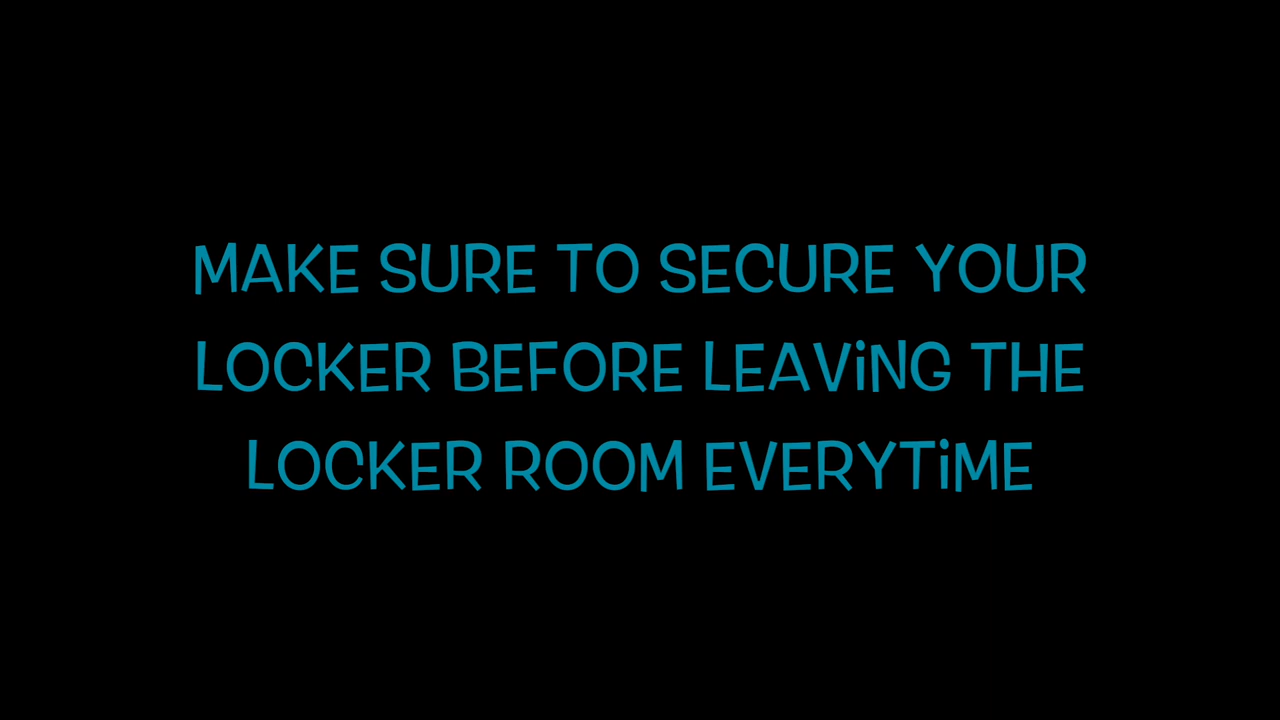 MAKE SURE TO SECURE YOUR
LOCKER BEFORE LEAViNG THE
LOCKER ROOM EVERYTiME